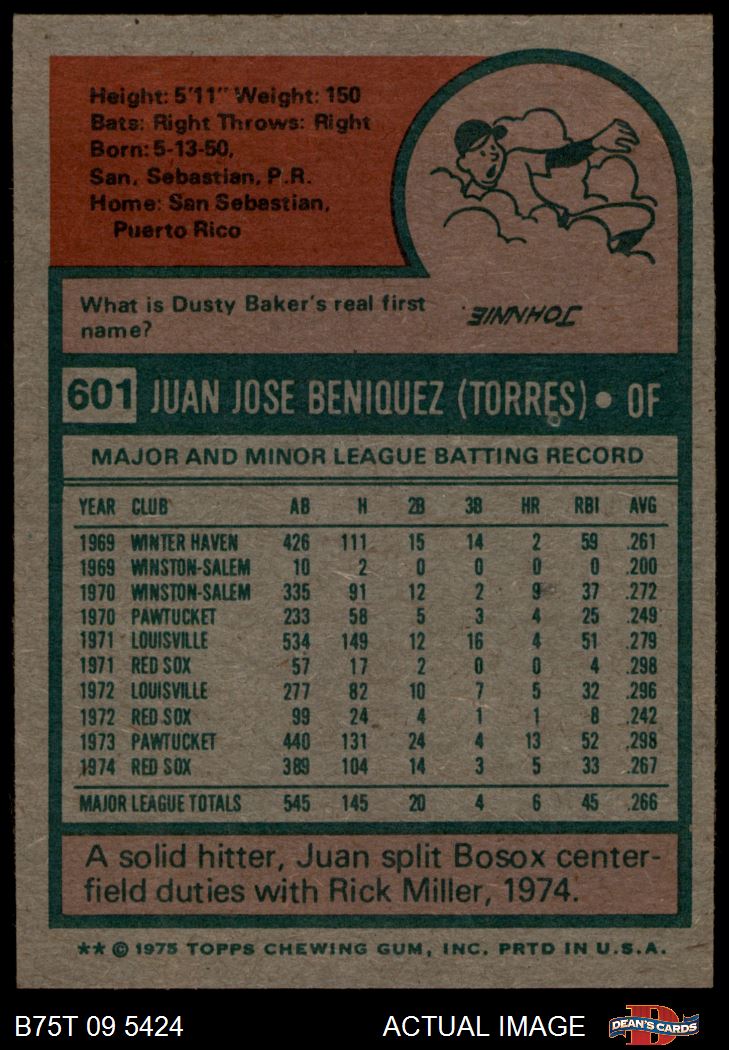 Height: 5'11" Weight: 150
Bats: Right Throws: Right
Born: 5-13-50,
San, Sebastian, P.R.
Home: San Sebastian,
Puerto Rico
What is Dusty Baker's real first
name?
JOHNNIE.
601 JUAN JOSE BENIQUEZ (TORRES) • OF
MAJOR AND MINOR LEAGUE BATTING RECORD
YEAR CLUB AB H 2B 3B HR RBI AVG
1969 WINTER HAVEN 426 111 15 14 2 59 .261
1969 WINSTON-SALEM 10 2 0 0 0 0 .200
1970 WINSTON-SALEM 335 91 12 2 9 37 .272
1970 PAWTUCKET 233 58 5 3 4 25 .249
1971 LOUISVILLE 534 149 12 16 4 51 .279
1971 RED SOX 57 17 2 0 0 4 .298
1972 LOUISVILLE 277 82 10 7 5 32 .296
1972 RED SOX 99 24 4 1 1 8 .242
1973 PAWTUCKET 440 131 24 4 13 52 .298
1974 RED SOX 389 104 14 3 5 33 .267
MAJOR LEAGUE TOTALS 545 145 20 4 6 45 .266
A solid hitter, Juan split Bosox center-
field duties with Rick Miller, 1974.
** © 1975 TOPPS CHEWING GUM, INC. PRTD IN U.S.A.
B75T 09 5424 ACTUAL IMAGE DEAN'S CARDS